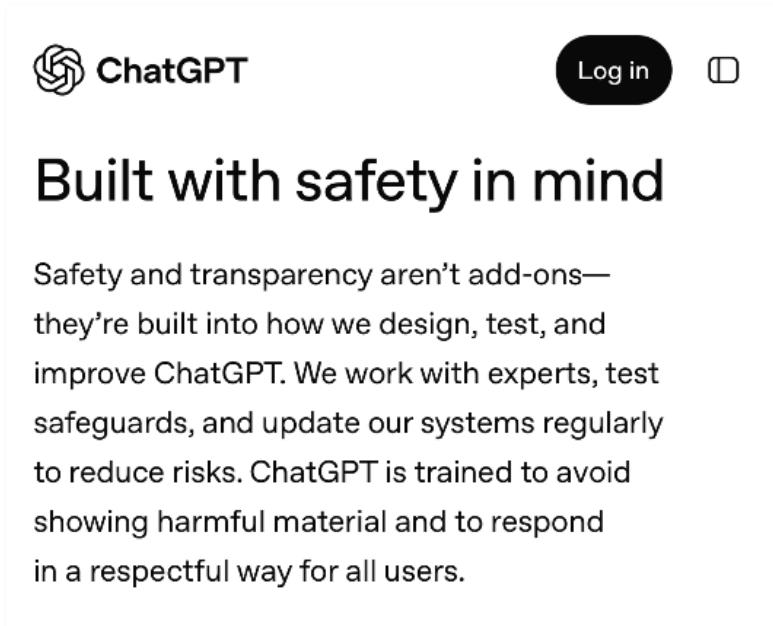 ChatGPT
Log in
Built with safety in mind
Safety and transparency aren’t add-ons—
they’re built into how we design, test, and
improve ChatGPT. We work with experts, test
safeguards, and update our systems regularly
to reduce risks. ChatGPT is trained to avoid
showing harmful material and to respond
in a respectful way for all users.